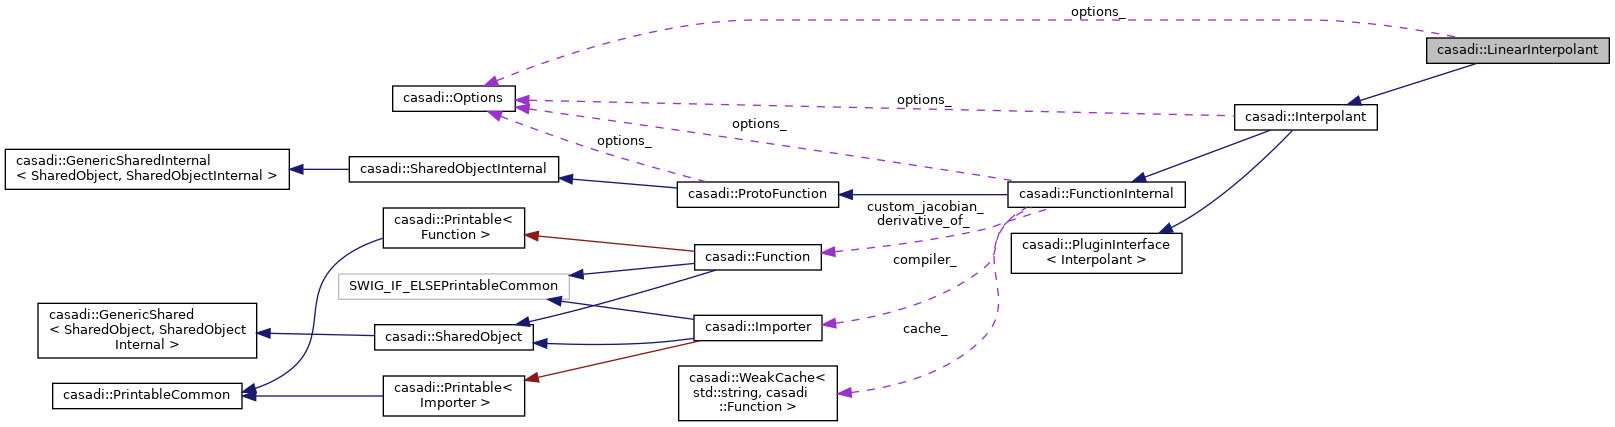 options_
casadi::LinearInterpolant
casadi::Options
options_
casadi::Interpolant
options_
options_
casadi::GenericSharedInternal
< SharedObject, SharedObjectInternal >
casadi::SharedObjectInternal
casadi::ProtoFunction
casadi::FunctionInternal
custom_jacobian_
derivative_of_
casadi::Printable<
Function >
casadi::PluginInterface
< Interpolant >
casadi::Function
compiler_
SWIG_IF_ELSEPrintableCommon
casadi::GenericShared
< SharedObject, SharedObject
Internal >
casadi::SharedObject
casadi::Importer
cache_
casadi::PrintableCommon
casadi::Printable<
Importer >
casadi::WeakCache<
std::string, casadi
::Function >